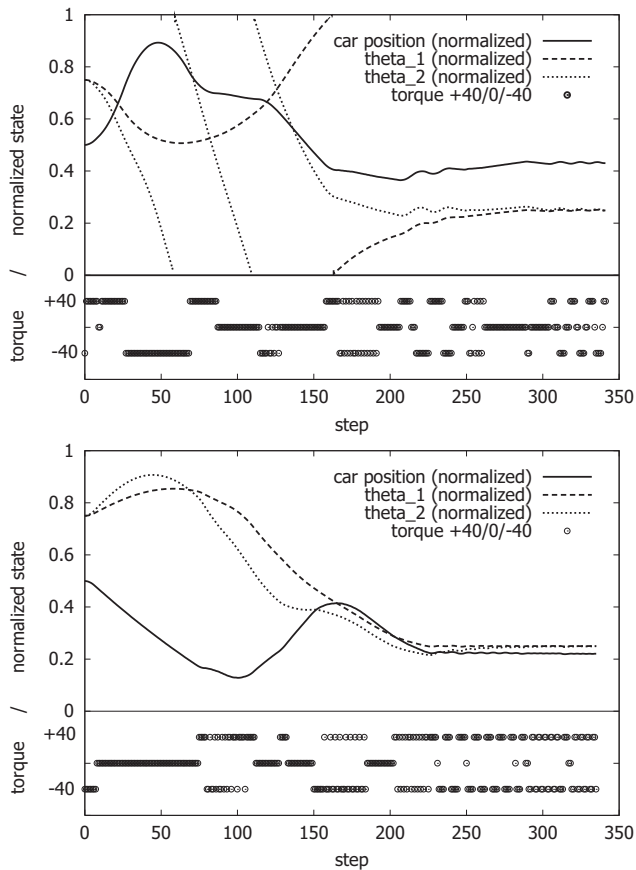 1
0.8
0.6
0.4
0.2
0
normalized state
/
torque
+40
-40
car position (normalized)
theta_1 (normalized)
theta_2 (normalized)
torque +40/0/-40
0 50 100 150 200 250 300 350
step
1
0.8
0.6
0.4
0.2
0
normalized state
/
torque
+40
-40
car position (normalized)
theta_1 (normalized)
theta_2 (normalized)
torque +40/0/-40
0 50 100 150 200 250 300 350
step